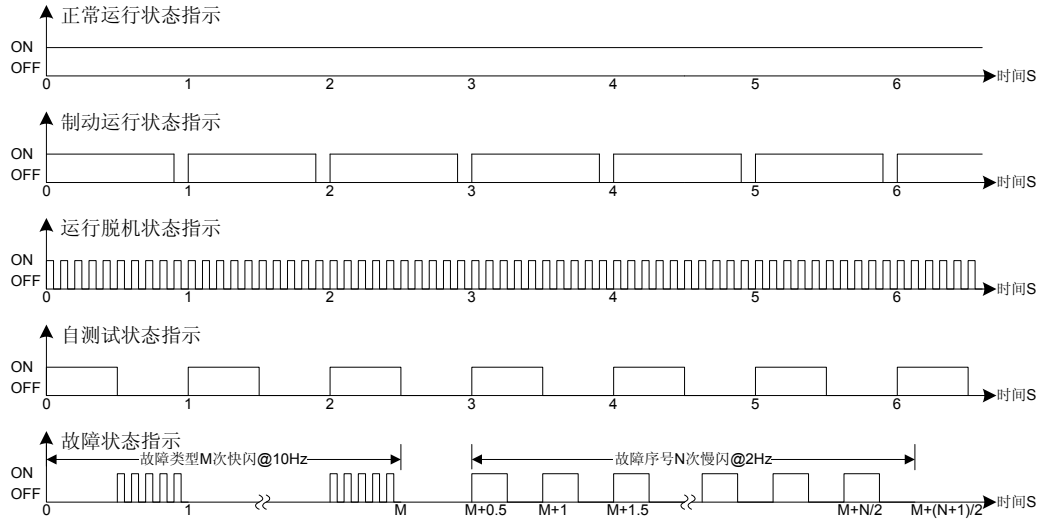 正常运行状态指示
ON
OFF
0 1 2 3 4 5 6 时间S
制动运行状态指示
ON
OFF
0 1 2 3 4 5 6 时间S
运行脱机状态指示
ON
OFF
0 1 2 3 4 5 6 时间S
自测试状态指示
ON
OFF
0 1 2 3 4 5 6 时间S
故障状态指示
故障类型M次快闪@10Hz 故障序号N次慢闪@2Hz
ON
OFF
0 1 M M+0.5 M+1 M+1.5 M+N/2 M+(N+1)/2 时间S